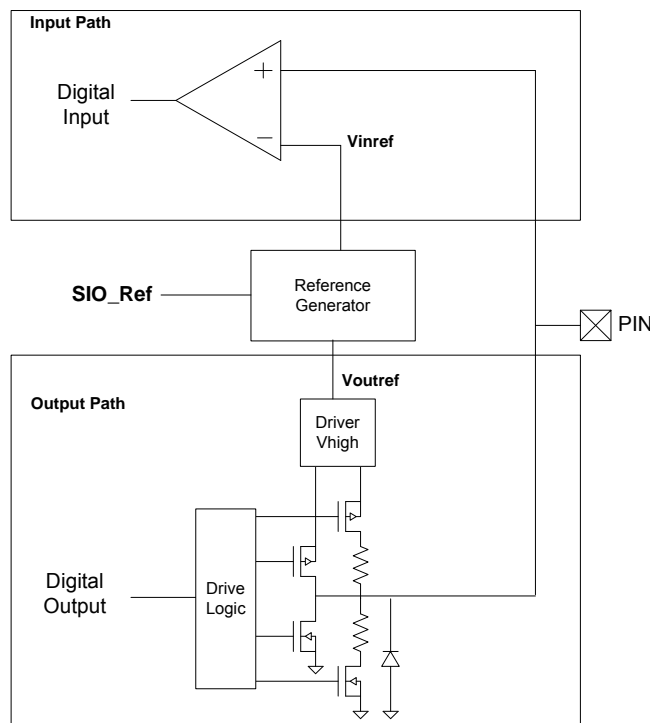 Input Path
Digital
Input
+
−
Vinref
SIO_Ref
Reference
Generator
PIN
Voutref
Output Path
Driver
Vhigh
Digital
Output
Drive
Logic